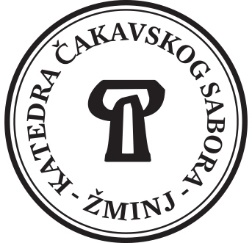 KATEDRA ČAKAVSKOG SABORA
- ŽMINJ -